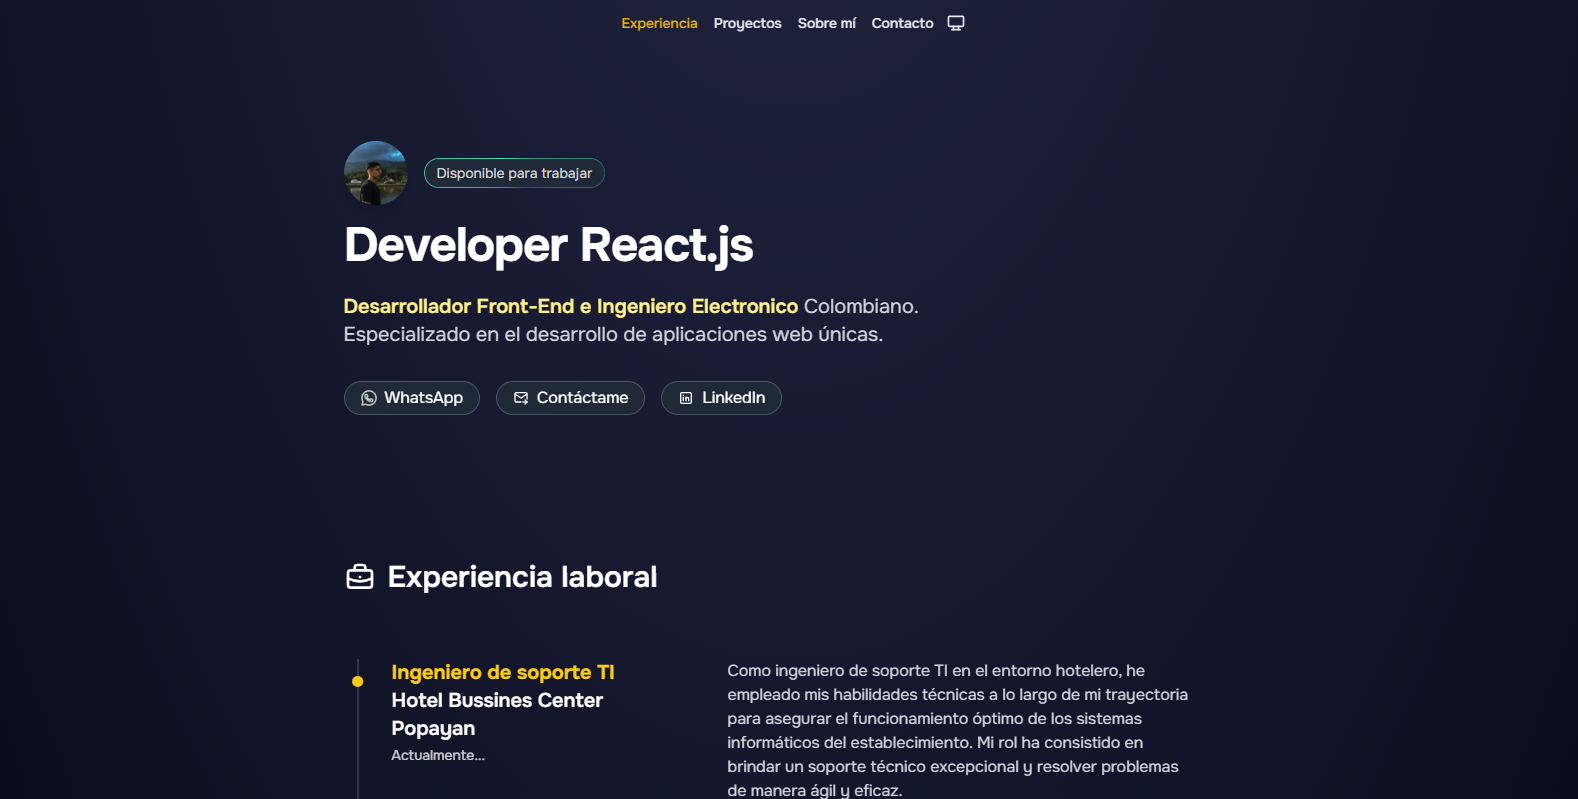 Experiencia Proyectos Sobre mí Contacto
Disponible para trabajar
Developer React.js
Desarrollador Front-End e Ingeniero Electronico Colombiano.
Especializado en el desarrollo de aplicaciones web únicas.
WhatsApp Contáctame LinkedIn
Experiencia laboral
Ingeniero de soporte TI
Hotel Bussines Center
Popayan
Actualmente...
Como ingeniero de soporte TI en el entorno hotelero, he
empleado mis habilidades técnicas a lo largo de mi trayectoria
para asegurar el funcionamiento óptimo de los sistemas
informáticos del establecimiento. Mi rol ha consistido en
brindar un soporte técnico excepcional y resolver problemas
de manera ágil y eficaz.